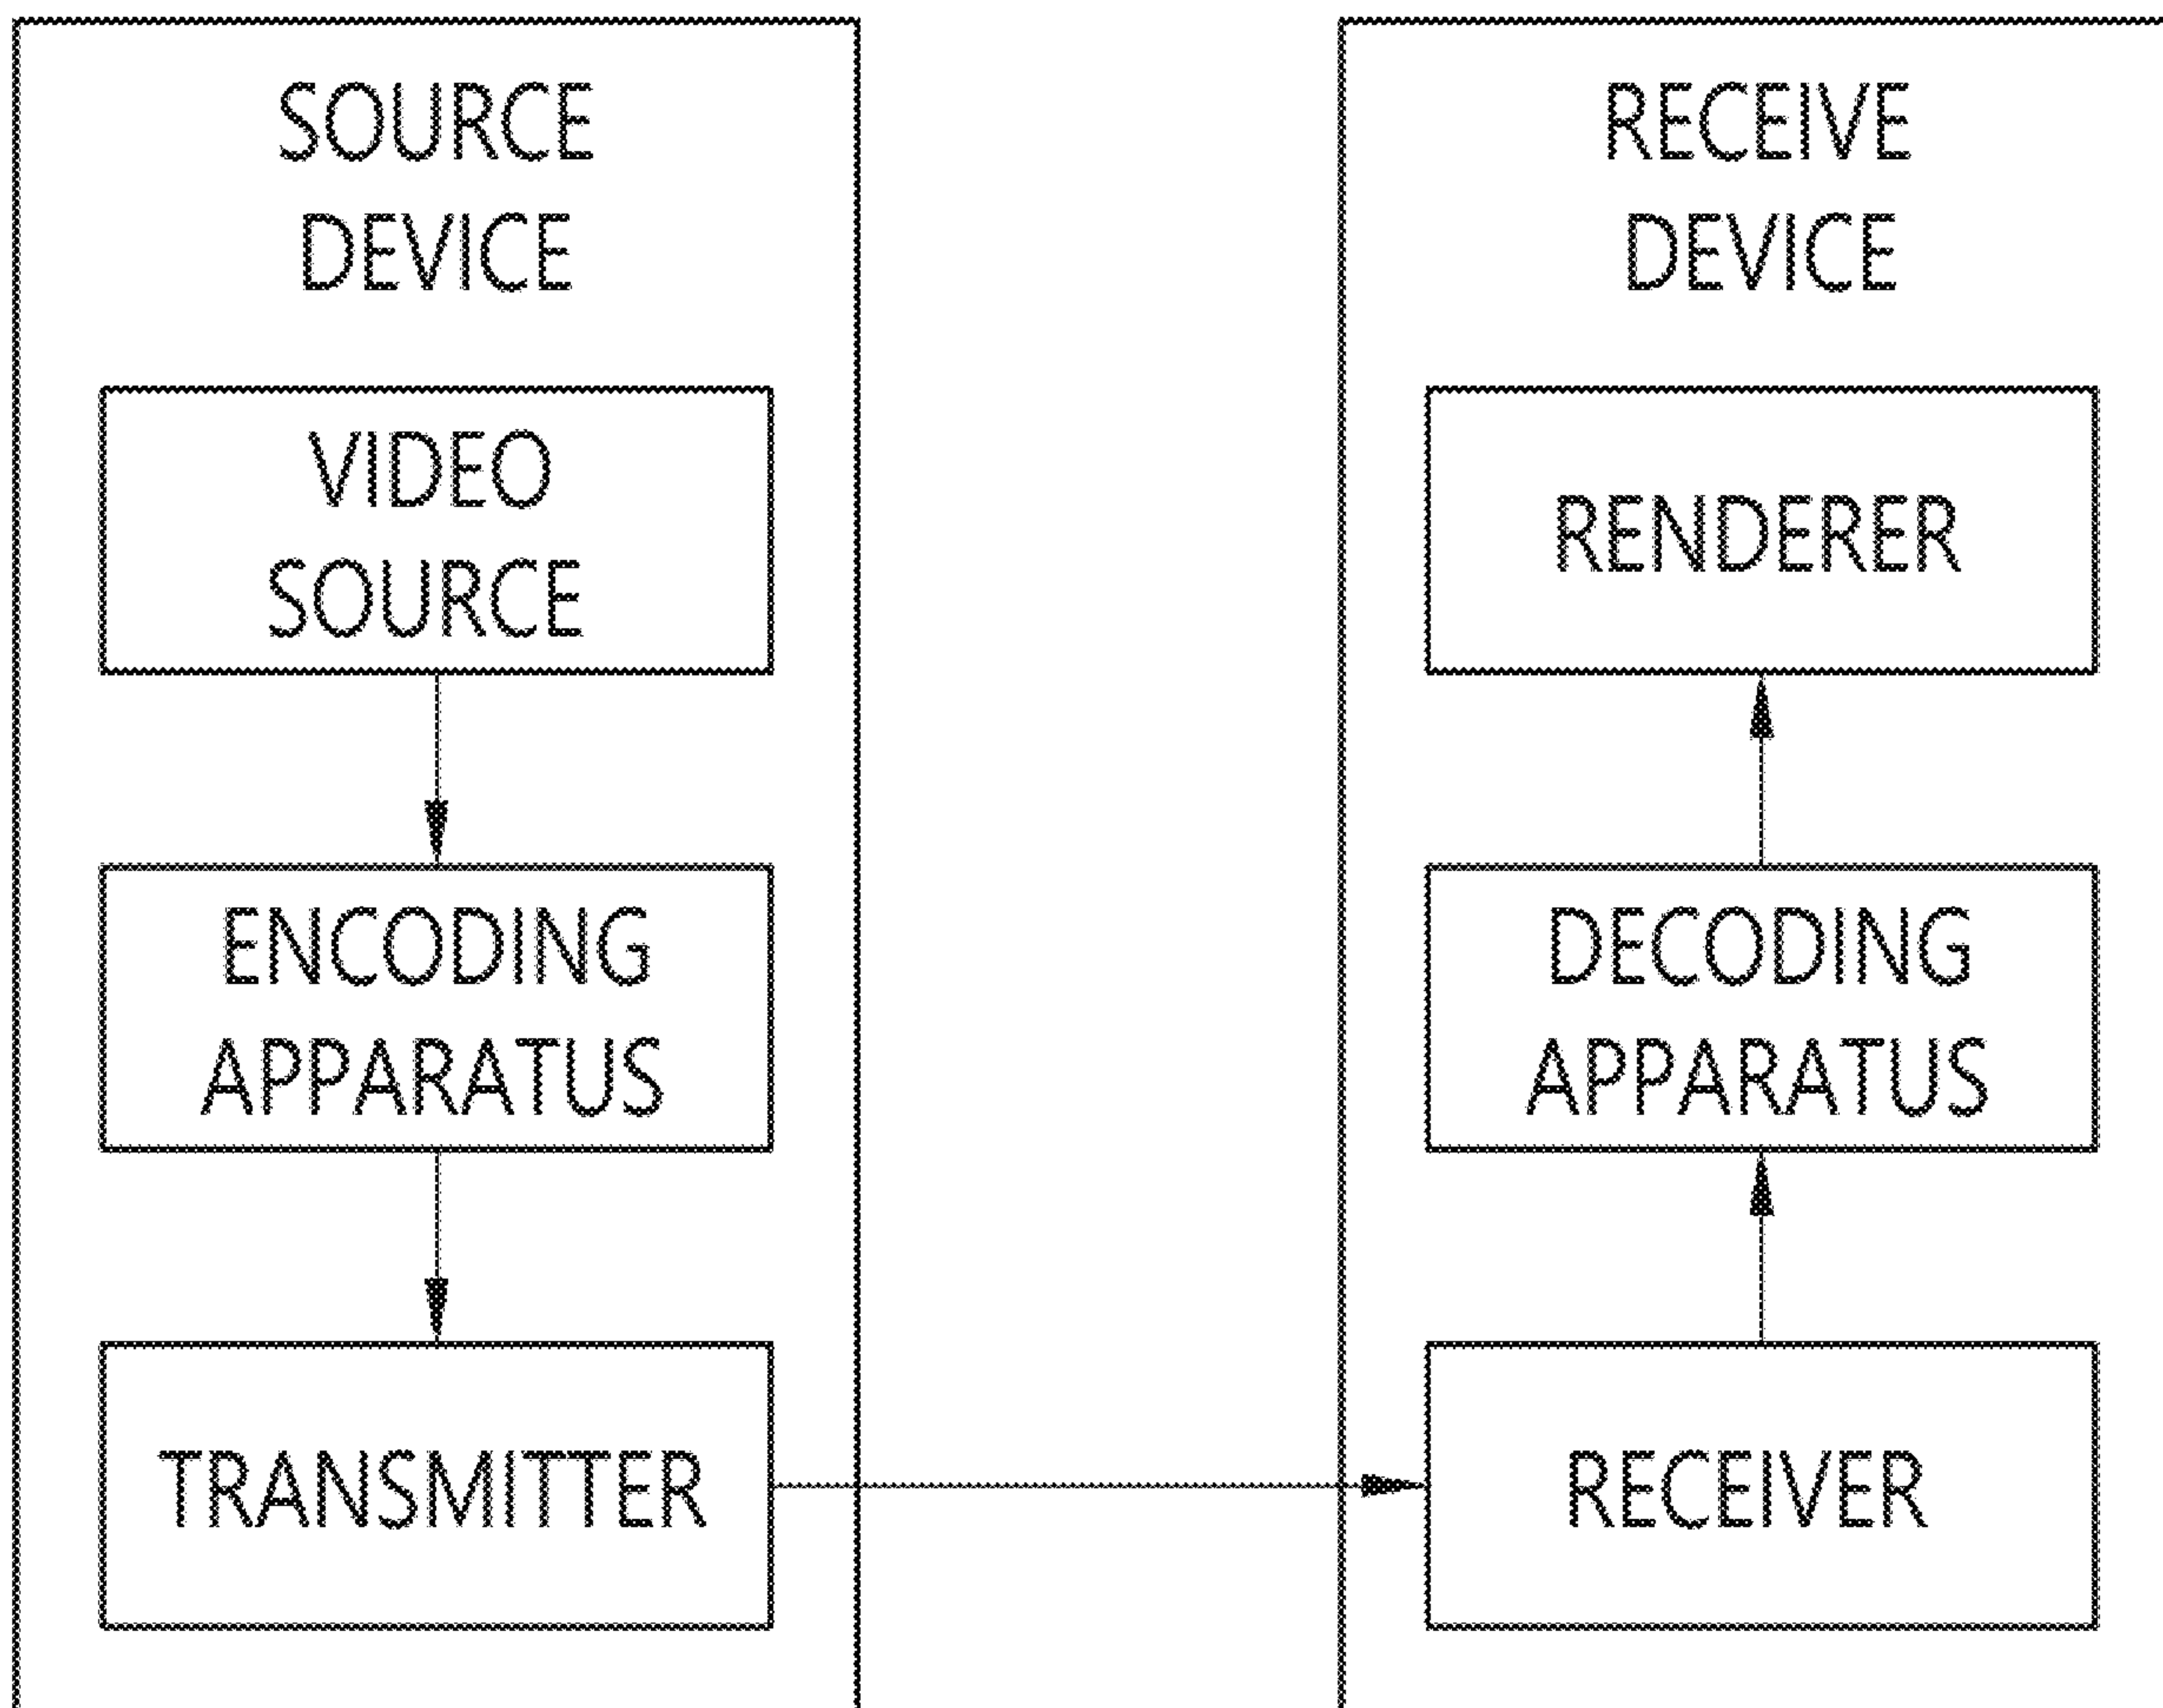 SOURCE
DEVICE
VIDEO
SOURCE
ENCODING
APPARATUS
TRANSMITTER
RECEIVE
DEVICE
RENDERER
DECODING
APPARATUS
RECEIVER